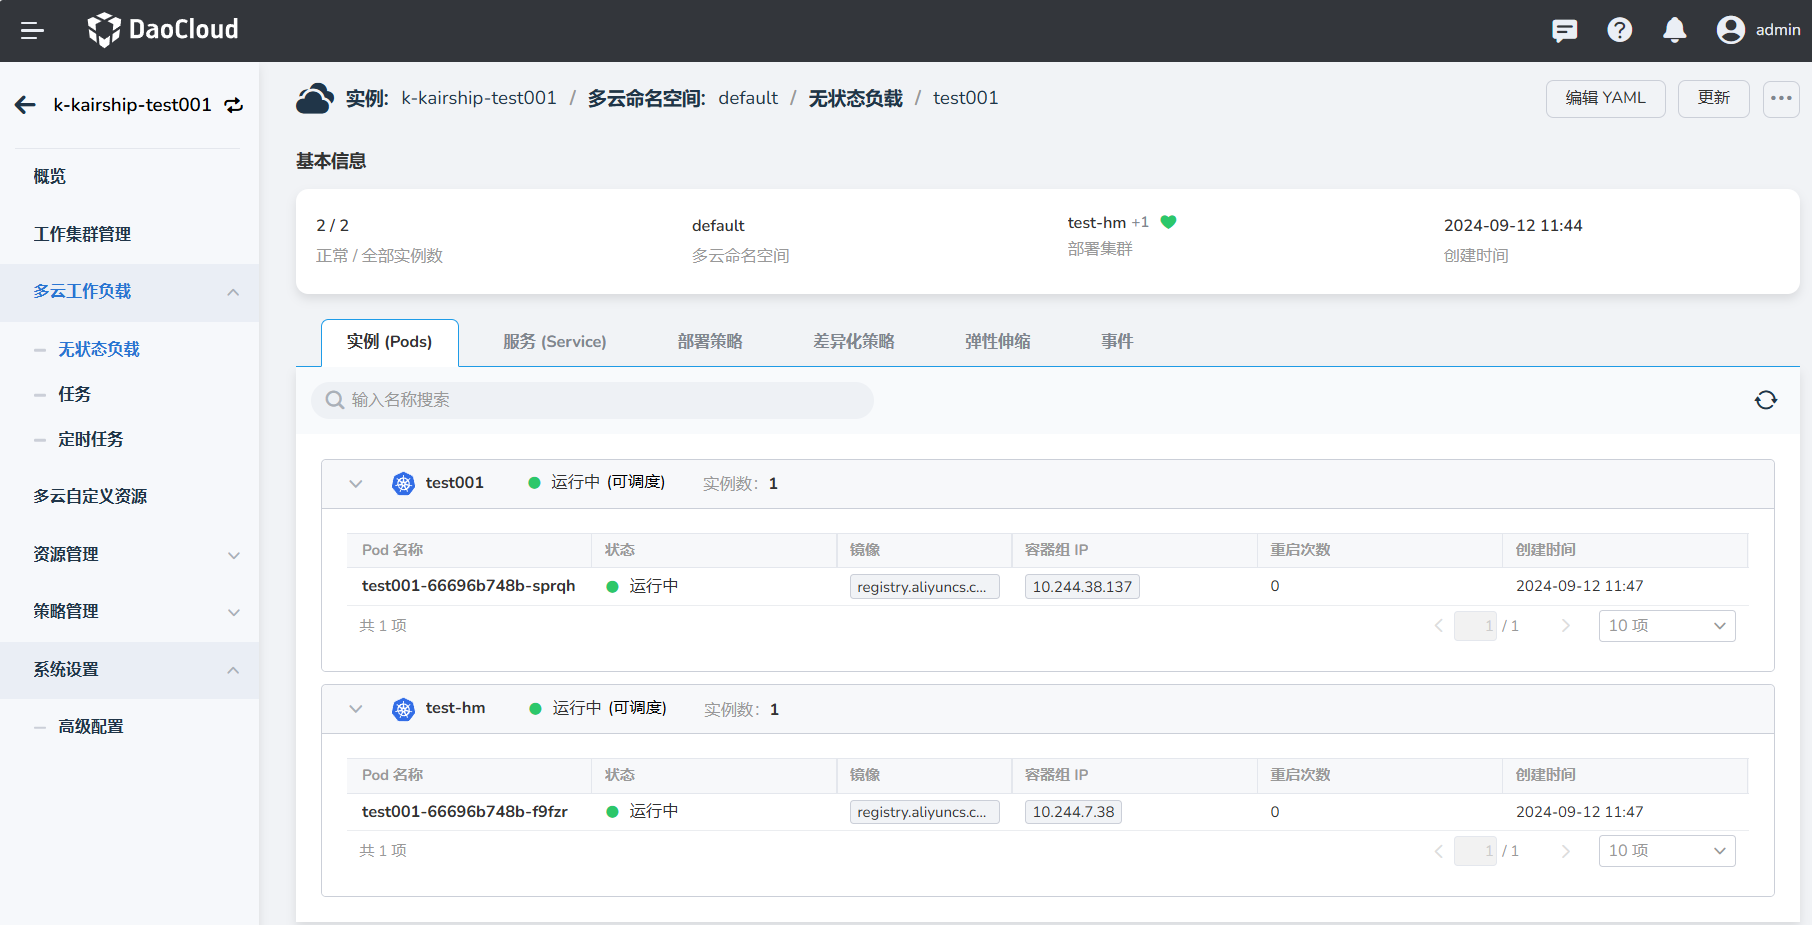 DaoCloud
admin
k-kairship-test001
实例: k-kairship-test001 / 多云命名空间: default / 无状态负载 / test001
编辑 YAML
更新
概览
工作集群管理
多云工作负载
无状态负载
任务
定时任务
多云自定义资源
资源管理
策略管理
系统设置
高级配置
基本信息
2 / 2
正常 / 全部实例数
default
多云命名空间
test-hm +1
部署集群
2024-09-12 11:44
创建时间
实例 (Pods) 服务 (Service) 部署策略 差异化策略 弹性伸缩 事件
输入名称搜索
test001 运行中 (可调度) 实例数: 1
Pod 名称 状态 镜像 容器组 IP 重启次数 创建时间
test001-66696b748b-sprqh 运行中 registry.aliyuncs.c... 10.244.38.137 0 2024-09-12 11:47
共 1 项 1 / 1 10 项
test-hm 运行中 (可调度) 实例数: 1
Pod 名称 状态 镜像 容器组 IP 重启次数 创建时间
test001-66696b748b-f9fzr 运行中 registry.aliyuncs.c... 10.244.7.38 0 2024-09-12 11:47
共 1 项 1 / 1 10 项